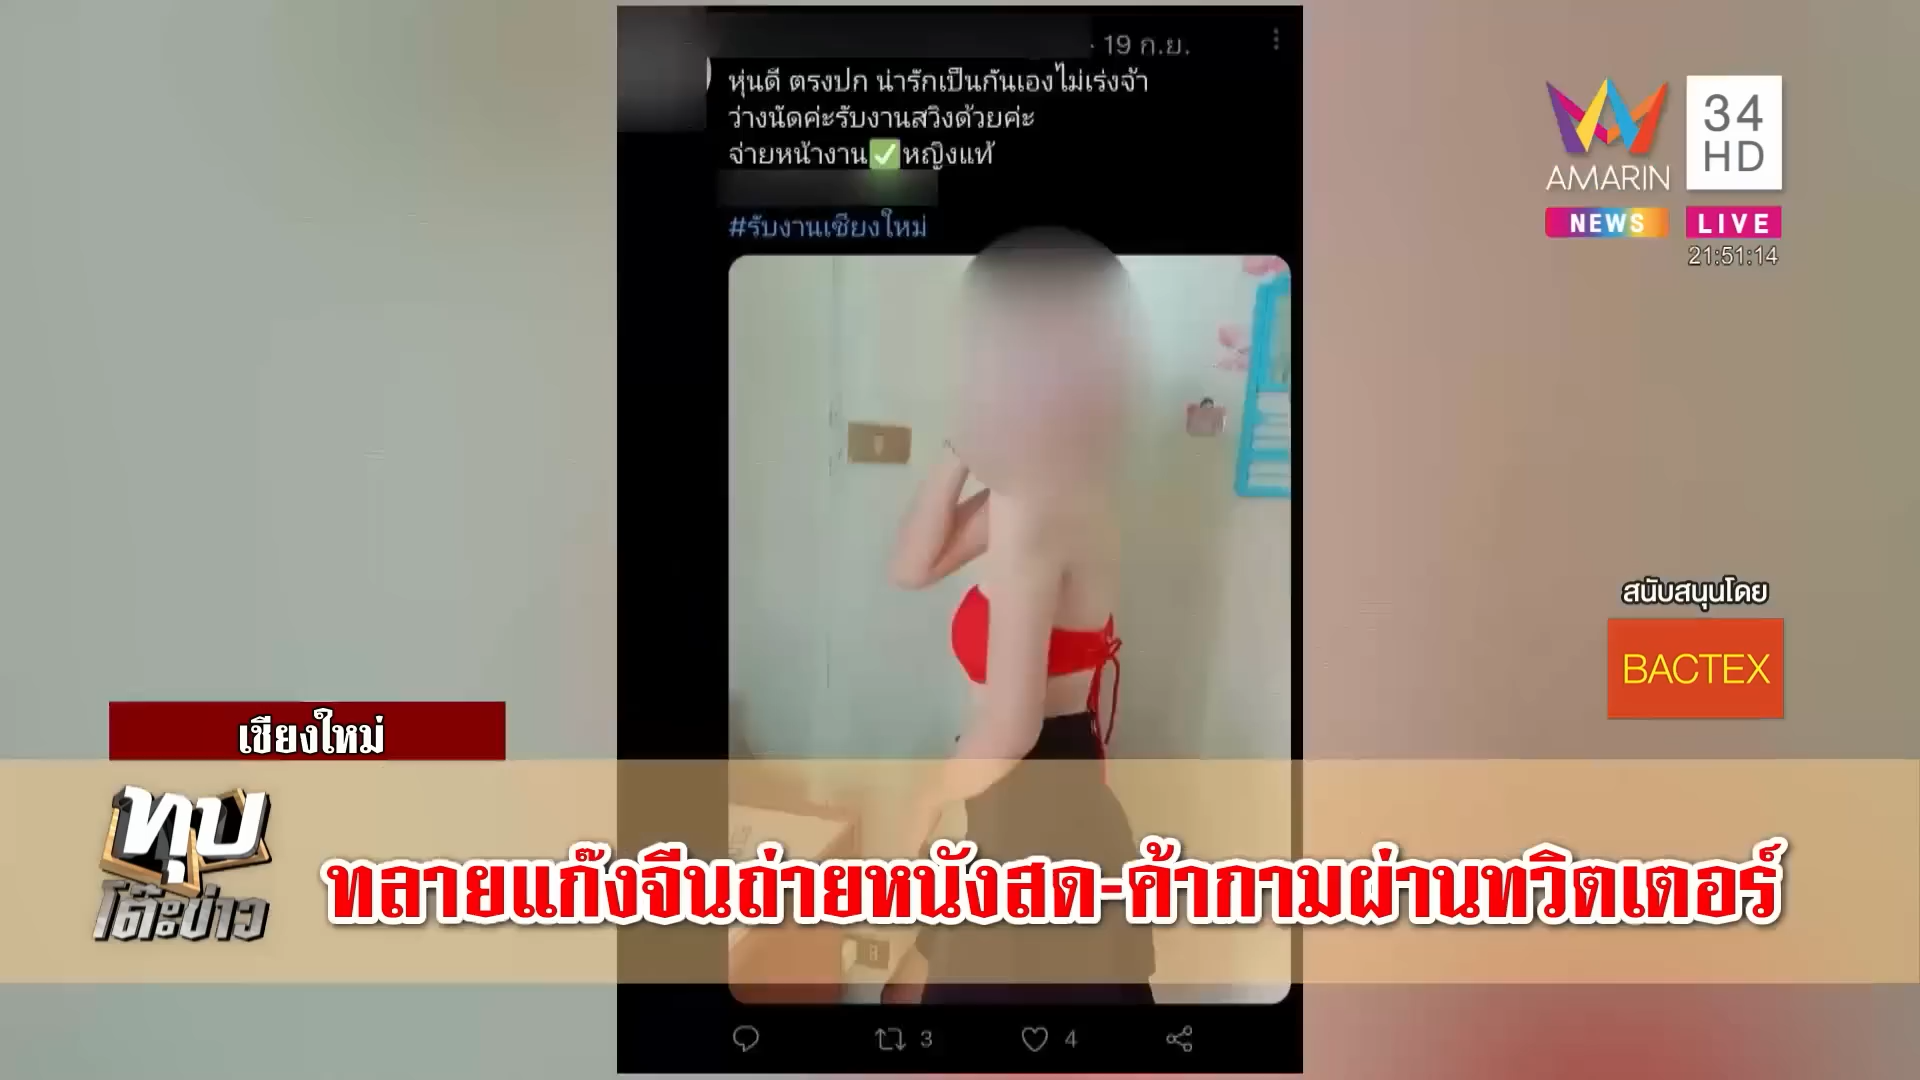 · 19 ก.ย.
หุ่นดี ตรงปก น่ารักเป็นกันเองไม่เร่งจ้า
ว่างนัดค่ะรับงานสวิงด้วยค่ะ
จ่ายหน้างาน✅หญิงแท้
#รับงานเชียงใหม่
3
4
AMARIN
NEWS
34
HD
LIVE
21:51:14
สนับสนุนโดย
BACTEX
เชียงใหม่
ทุบ
โต๊ะข่าว
ทลายแก๊งจีนถ่ายหนังสด-ค้ากามผ่านทวิตเตอร์